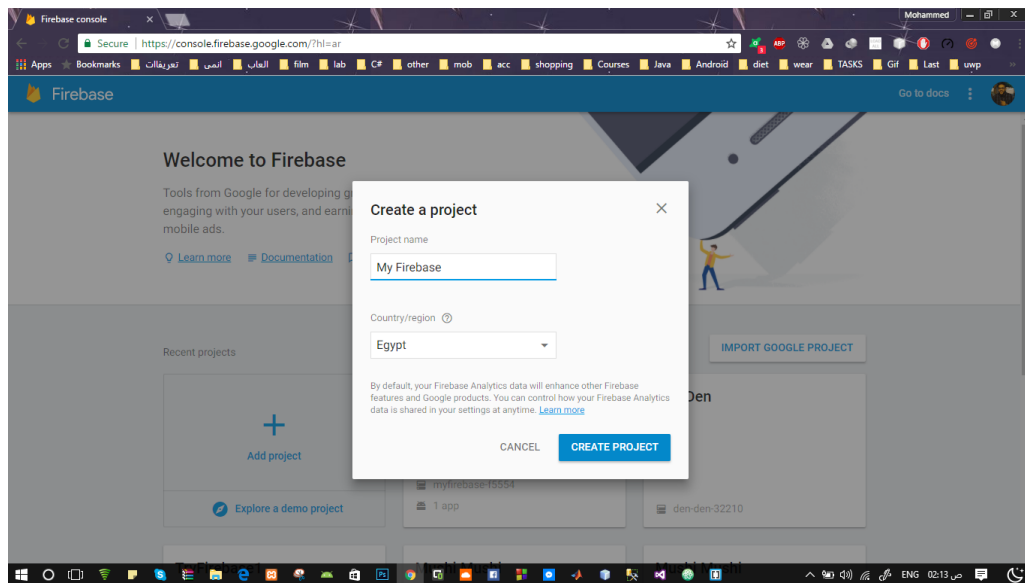 Firebase console
Mohammed
Secure | https://console.firebase.google.com/?hl=ar
ABP
3
Apps Bookmarks تعريفاات انمى العاب film lab C# other mob acc shopping Courses Java Android diet wear TASKS Gif Last uwp
Firebase
Go to docs
Welcome to Firebase
Tools from Google for developing
engaging with your users, and
mobile ads.
Learn more Documentation
Create a project
Project name
My Firebase
Country/region
Egypt
By default, your Firebase Analytics data will enhance other Firebase
features and Google products. You can control how your Firebase Analytics
data is shared in your settings at anytime. Learn more
CANCEL CREATE PROJECT
Recent projects
IMPORT GOOGLE PROJECT
Add project
Explore a demo project
myfirebase-f5554
1 app
Den
den-den-32210
ENG 02:13 ص